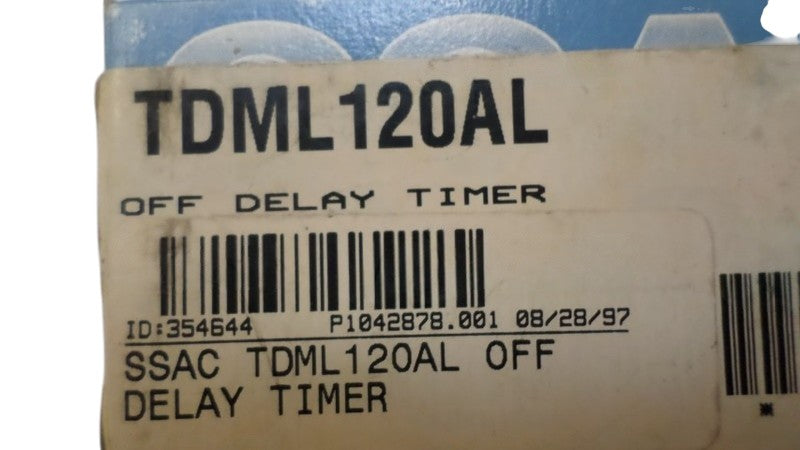 TDML120AL
OFF DELAY TIMER
ID:354644 P1042878.001 08/28/97
SSAC TDML120AL OFF
DELAY TIMER